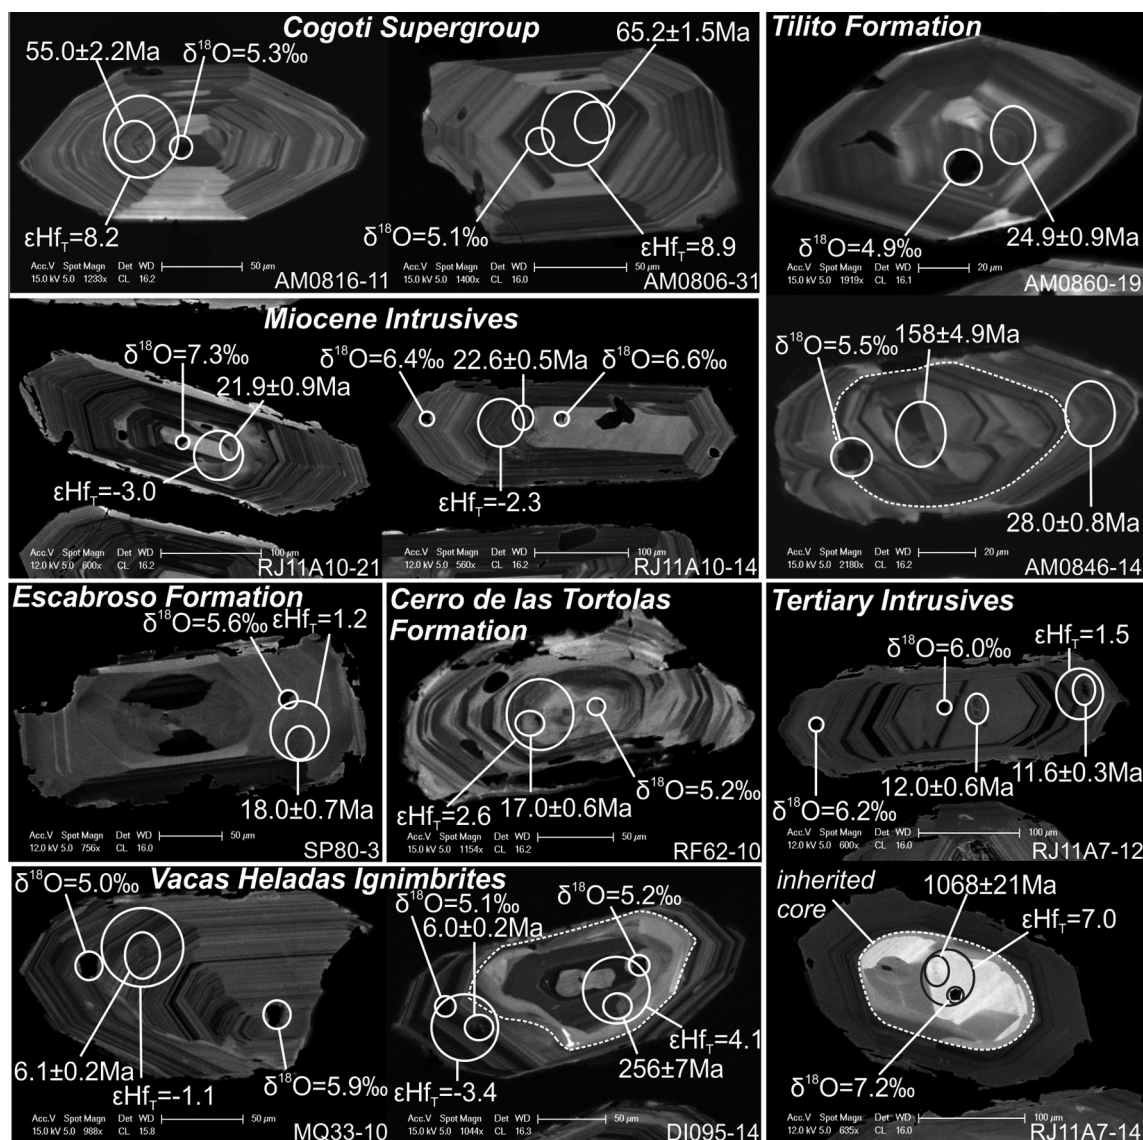 Cogoti Supergroup
55.0±2.2Ma
δ¹⁸O=5.3‰
εHf_T=8.2
Acc.V Spot Magn Det WD
15.0 kV 5.0 1233x CL 16.2
50 μm
AM0816-11
65.2±1.5Ma
δ¹⁸O=5.1‰
εHf_T=8.9
Acc.V Spot Magn Det WD
15.0 kV 5.0 1400x CL 16.0
50 μm
AM0806-31
Tilito Formation
δ¹⁸O=4.9‰
24.9±0.9Ma
Acc.V Spot Magn Det WD
15.0 kV 5.0 1919x CL 16.1
20 μm
AM0860-19
Miocene Intrusives
δ¹⁸O=7.3‰
21.9±0.9Ma
εHf_T=-3.0
Acc.V Spot Magn Det WD
12.0 kV 5.0 600x CL 16.2
100 μm
RJ11A10-21
δ¹⁸O=6.4‰
22.6±0.5Ma
δ¹⁸O=6.6‰
εHf_T=-2.3
Acc.V Spot Magn Det WD
12.0 kV 5.0 560x CL 16.2
100 μm
RJ11A10-14
δ¹⁸O=5.5‰
158±4.9Ma
28.0±0.8Ma
Acc.V Spot Magn Det WD
15.0 kV 5.0 2180x CL 16.2
20 μm
AM0846-14
Escabroso Formation
δ¹⁸O=5.6‰
εHf_T=1.2
18.0±0.7Ma
Acc.V Spot Magn Det WD
12.0 kV 5.0 756x CL 16.0
50 μm
SP80-3
Cerro de las Tortolas
Formation
εHf_T=2.6
17.0±0.6Ma
δ¹⁸O=5.2‰
Acc.V Spot Magn Det WD
15.0 kV 5.0 1154x CL 16.2
50 μm
RF62-10
Tertiary Intrusives
δ¹⁸O=6.0‰
εHf_T=1.5
δ¹⁸O=6.2‰
12.0±0.6Ma
11.6±0.3Ma
Acc.V Spot Magn Det WD
12.0 kV 5.0 600x CL 16.0
100 μm
RJ11A7-12
Vacas Heladas Ignimbrites
δ¹⁸O=5.0‰
6.1±0.2Ma
εHf_T=-1.1
δ¹⁸O=5.9‰
Acc.V Spot Magn Det WD
12.0 kV 5.0 988x CL 15.8
50 μm
MQ33-10
δ¹⁸O=5.1‰
6.0±0.2Ma
δ¹⁸O=5.2‰
εHf_T=4.1
256±7Ma
εHf_T=-3.4
Acc.V Spot Magn Det WD
15.0 kV 5.0 1044x CL 16.3
50 μm
DI095-14
inherited
core
1068±21Ma
εHf_T=7.0
δ¹⁸O=7.2‰
Acc.V Spot Magn Det WD
12.0 kV 5.0 635x CL 16.0
100 μm
RJ11A7-14